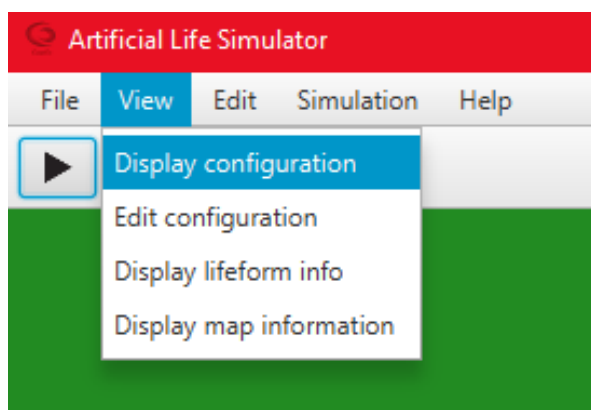 Artificial Life Simulator
File View Edit Simulation Help
Display configuration
Edit configuration
Display lifeform info
Display map information